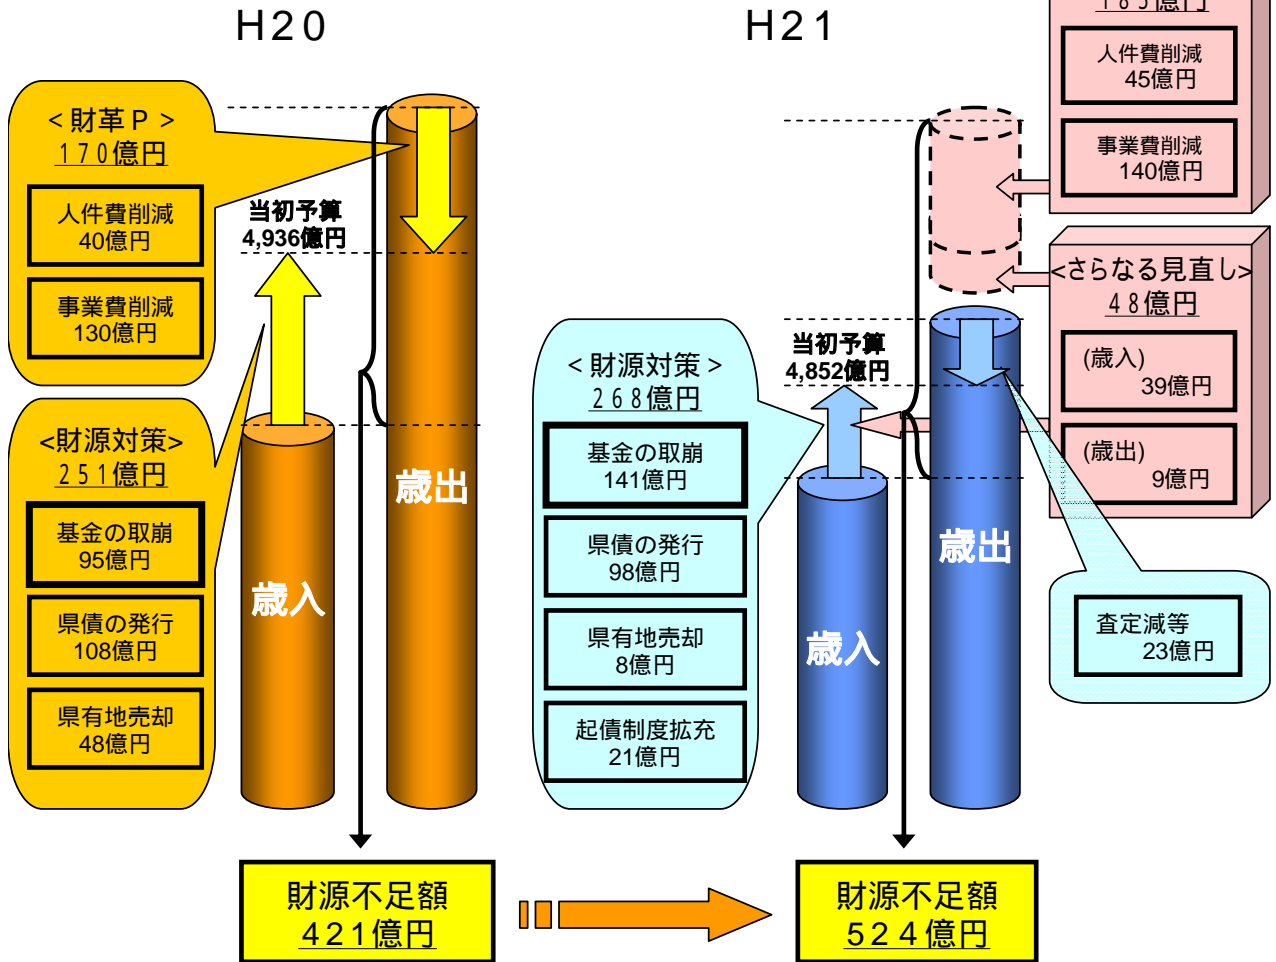 H20
<財革P>
170億円
人件費削減
40億円
事業費削減
130億円
<財源対策>
251億円
基金の取崩
95億円
県債の発行
108億円
県有地売却
48億円
当初予算
4,936億円
歳入
歳出
財源不足額
421億円
H21
<財源対策>
268億円
基金の取崩
141億円
県債の発行
98億円
県有地売却
8億円
起債制度拡充
21億円
当初予算
4,852億円
歳入
歳出
185億円
人件費削減
45億円
事業費削減
140億円
<さらなる見直し>
48億円
(歳入)
39億円
(歳出)
9億円
査定減等
23億円
財源不足額
524億円